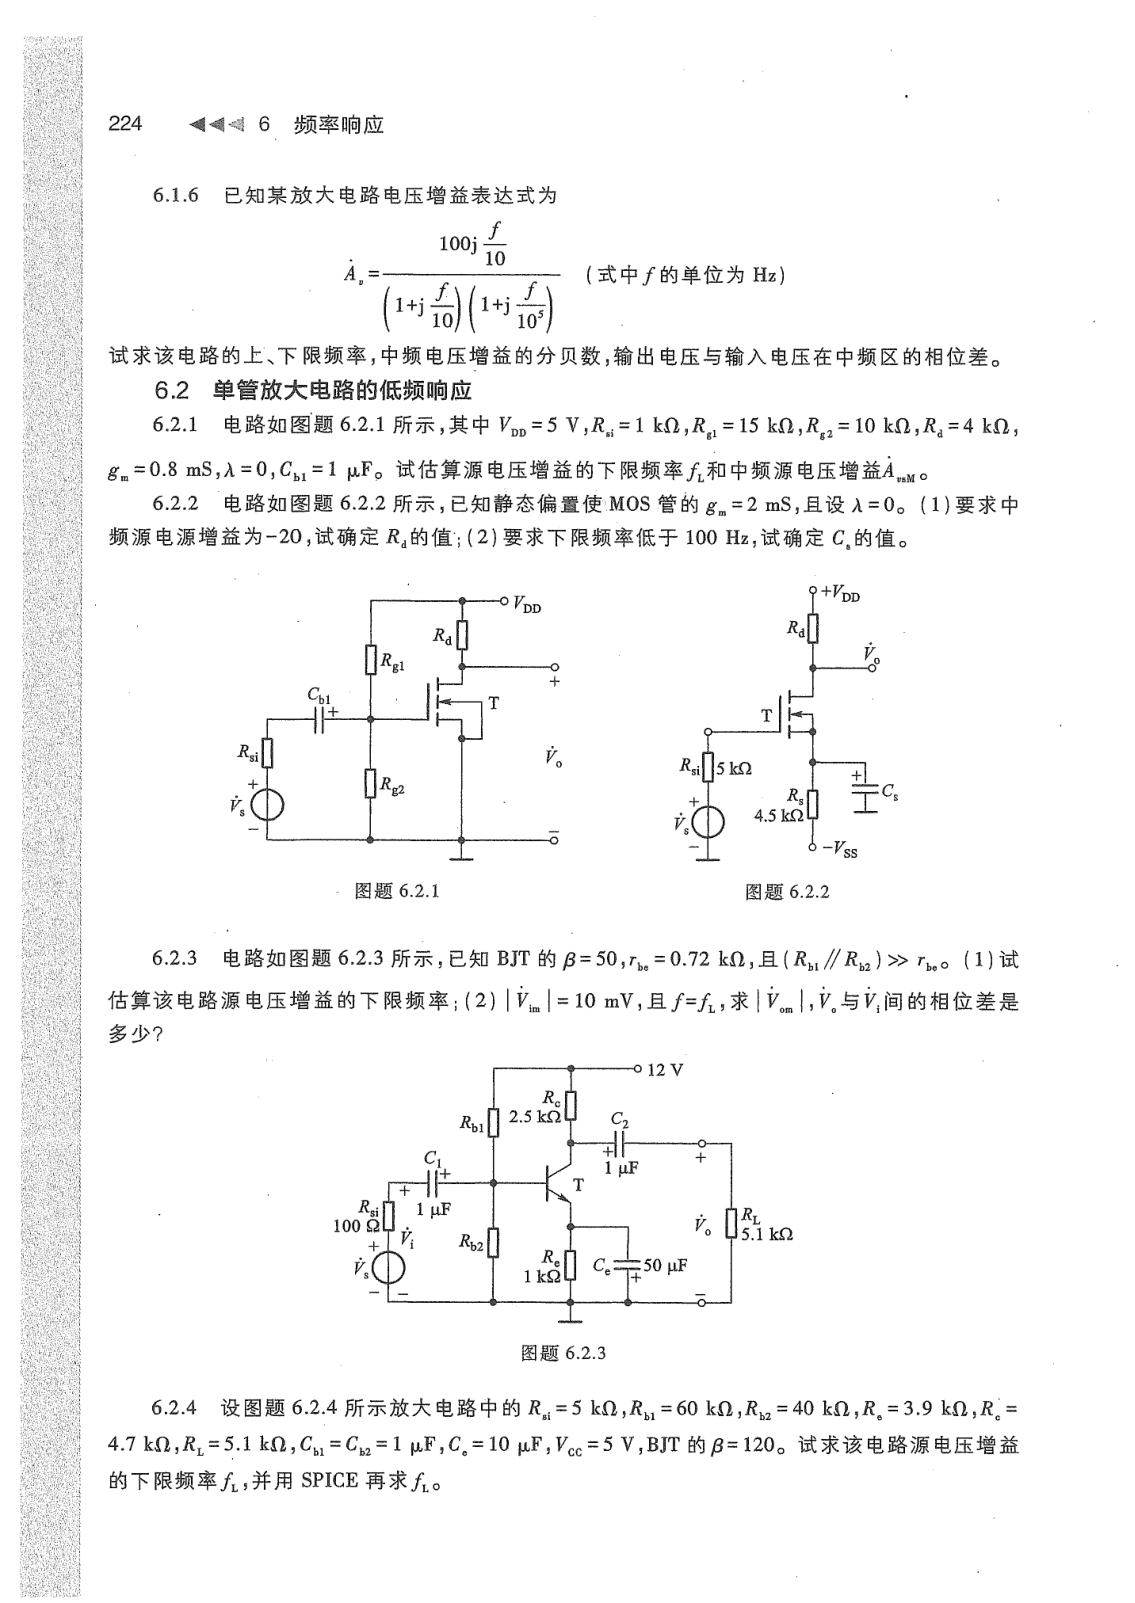 224 6 频率响应
6.1.6 已知某放大电路电压增益表达式为
100j f/10
Ȧv= (式中 f 的单位为 Hz)
(1+j f/10)(1+j f/10⁵)
试求该电路的上、下限频率,中频电压增益的分贝数,输出电压与输入电压在中频区的相位差。
6.2 单管放大电路的低频响应
6.2.1 电路如图题 6.2.1 所示,其中 VDD=5 V,Rsi=1 kΩ,Rg1=15 kΩ,Rg2=10 kΩ,Rd=4 kΩ,
gm=0.8 mS,λ=0,Cb1=1 μF。试估算源电压增益的下限频率 fL和中频源电压增益ȦvsM。
6.2.2 电路如图题 6.2.2 所示,已知静态偏置使 MOS 管的 gm=2 mS,且设 λ=0。(1)要求中
频源电源增益为-20,试确定 Rd的值;(2)要求下限频率低于 100 Hz,试确定 Cs的值。
VDD
Rd
Rg1
Cb1
+
T
+
Rsi
+
V̇s
-
Rg2
V̇o
-
图题 6.2.1
+VDD
Rd
V̇o
T
Rsi 5 kΩ
+
V̇s
-
Rs
4.5 kΩ
+
Cs
-VSS
图题 6.2.2
6.2.3 电路如图题 6.2.3 所示,已知 BJT 的 β=50,rbe=0.72 kΩ,且(Rb1∥Rb2)≫rbe。(1)试
估算该电路源电压增益的下限频率;(2)|V̇im|=10 mV,且 f=fL,求|V̇om|,V̇o与V̇i间的相位差是
多少?
12 V
Rc
2.5 kΩ
Rb1
C2
+
1 μF
+
C1
+
+
1 μF
T
Rsi
100 Ω
V̇i
+
V̇s
-
-
Rb2
Re
1 kΩ
Ce
50 μF
+
V̇o
RL
5.1 kΩ
-
图题 6.2.3
6.2.4 设图题 6.2.4 所示放大电路中的 Rsi=5 kΩ,Rb1=60 kΩ,Rb2=40 kΩ,Re=3.9 kΩ,Rc=
4.7 kΩ,RL=5.1 kΩ,Cb1=Cb2=1 μF,Ce=10 μF,VCC=5 V,BJT 的 β=120。试求该电路源电压增益
的下限频率 fL,并用 SPICE 再求 fL。